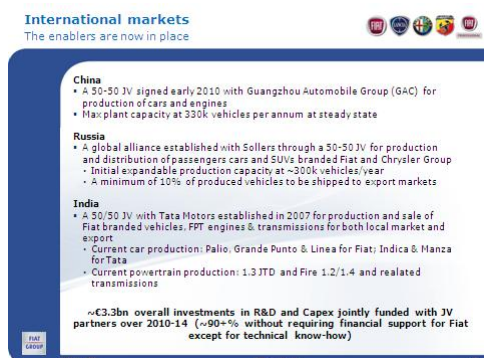 International markets
The enablers are now in place
China
▪ A 50-50 JV signed early 2010 with Guangzhou Automobile Group (GAC) for
production of cars and engines
▪ Max plant capacity at 330k vehicles per annum at steady state
Russia
▪ A global alliance established with Sollers through a 50-50 JV for production
and distribution of passengers cars and SUVs branded Fiat and Chrysler Group
▪ Initial expandable production capacity at ~300k vehicles/year
▪ A minimum of 10% of produced vehicles to be shipped to export markets
India
▪ A 50/50 JV with Tata Motors established in 2007 for production and sale of
Fiat branded vehicles, FPT engines & transmissions for both local market and
export
▪ Current car production: Palio, Grande Punto & Linea for Fiat; Indica & Manza
for Tata
▪ Current powertrain production: 1.3 JTD and Fire 1.2/1.4 and realated
transmissions
~€3.3bn overall investments in R&D and Capex jointly funded with JV
partners over 2010-14 (~90+% without requiring financial support for Fiat
except for technical know-how)
FIAT
GROUP